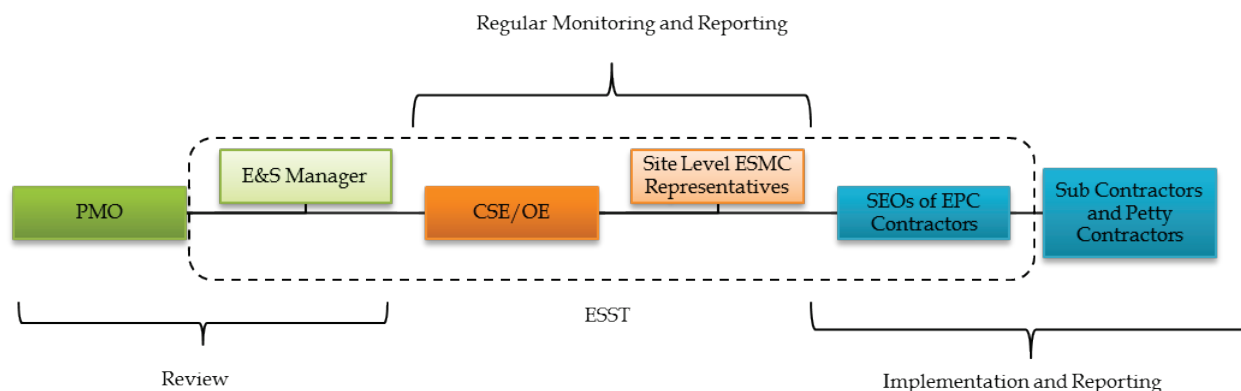 Regular Monitoring and Reporting
E&S Manager
Site Level ESMC
Representatives
PMO
CSE/OE
SEOs of EPC
Contractors
Sub Contractors
and Petty
Contractors
ESST
Review
Implementation and Reporting